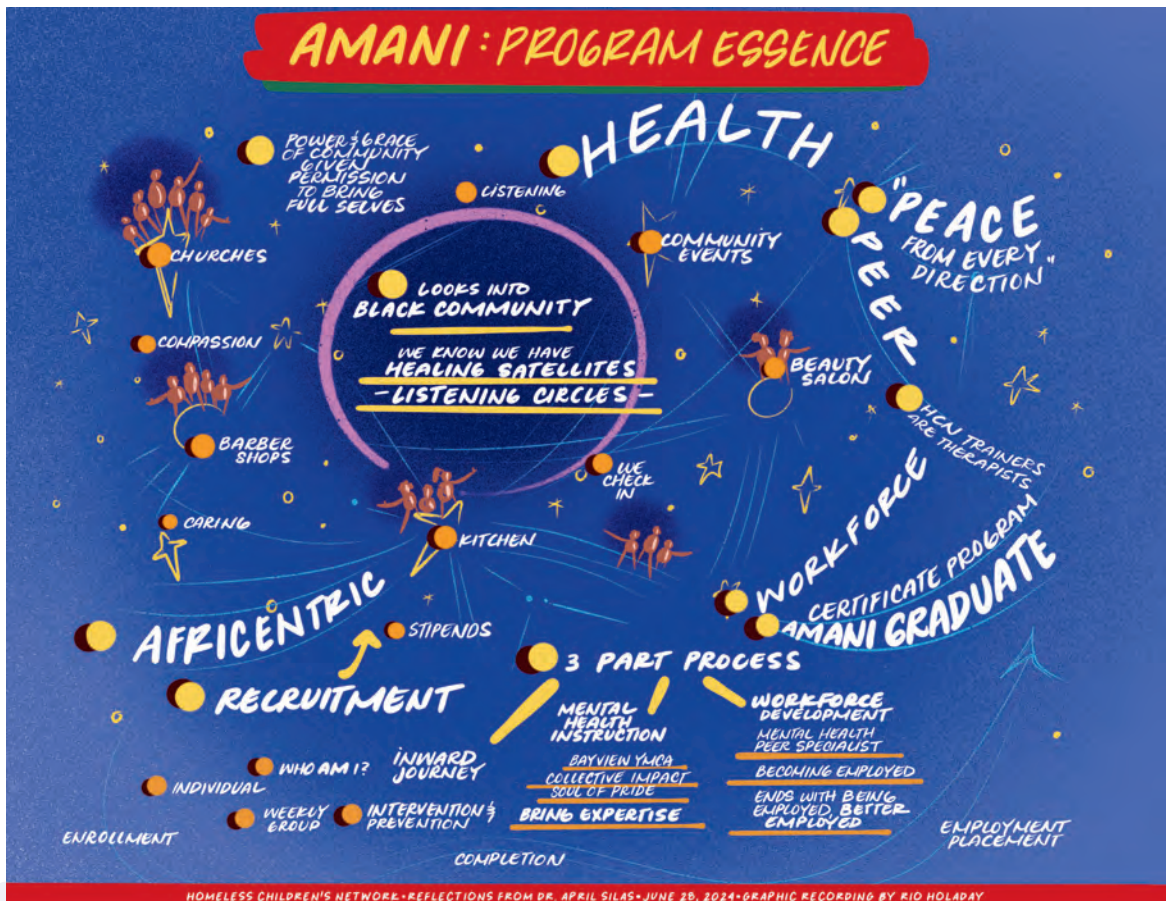 AMANI: PROGRAM ESSENCE
POWER & GRACE
OF COMMUNITY
GIVEN
PERMISSION
TO BRING
FULL SELVES
LISTENING
HEALTH
CHURCHES
COMMUNITY
EVENTS
"PEACE
FROM EVERY
DIRECTION"
PEER
LOOKS INTO
BLACK COMMUNITY
WE KNOW WE HAVE
HEALING SATELLITES
-LISTENING CIRCLES-
COMPASSION
BEAUTY
SALON
BARBER
SHOPS
WE
CHECK
IN
HCN TRAINERS
ARE THERAPISTS
CARING
KITCHEN
WORKFORCE
CERTIFICATE PROGRAM
AMANI GRADUATE
AFRICENTRIC
STIPENDS
RECRUITMENT
3 PART PROCESS
INWARD
JOURNEY
MENTAL
HEALTH
INSTRUCTION
BAYVIEW YMCA
COLLECTIVE IMPACT
SOUL OF PRIDE
BRING EXPERTISE
WORKFORCE
DEVELOPMENT
MENTAL HEALTH
PEER SPECIALIST
BECOMING EMPLOYED
ENDS WITH BEING
EMPLOYED, BETTER
EMPLOYED
WHO AM I?
INDIVIDUAL
WEEKLY
GROUP
INTERVENTION &
PREVENTION
ENROLLMENT
COMPLETION
EMPLOYMENT
PLACEMENT
HOMELESS CHILDREN'S NETWORK • REFLECTIONS FROM DR. APRIL SILAS • JUNE 28, 2024 • GRAPHIC RECORDING BY RIO HOLADAY